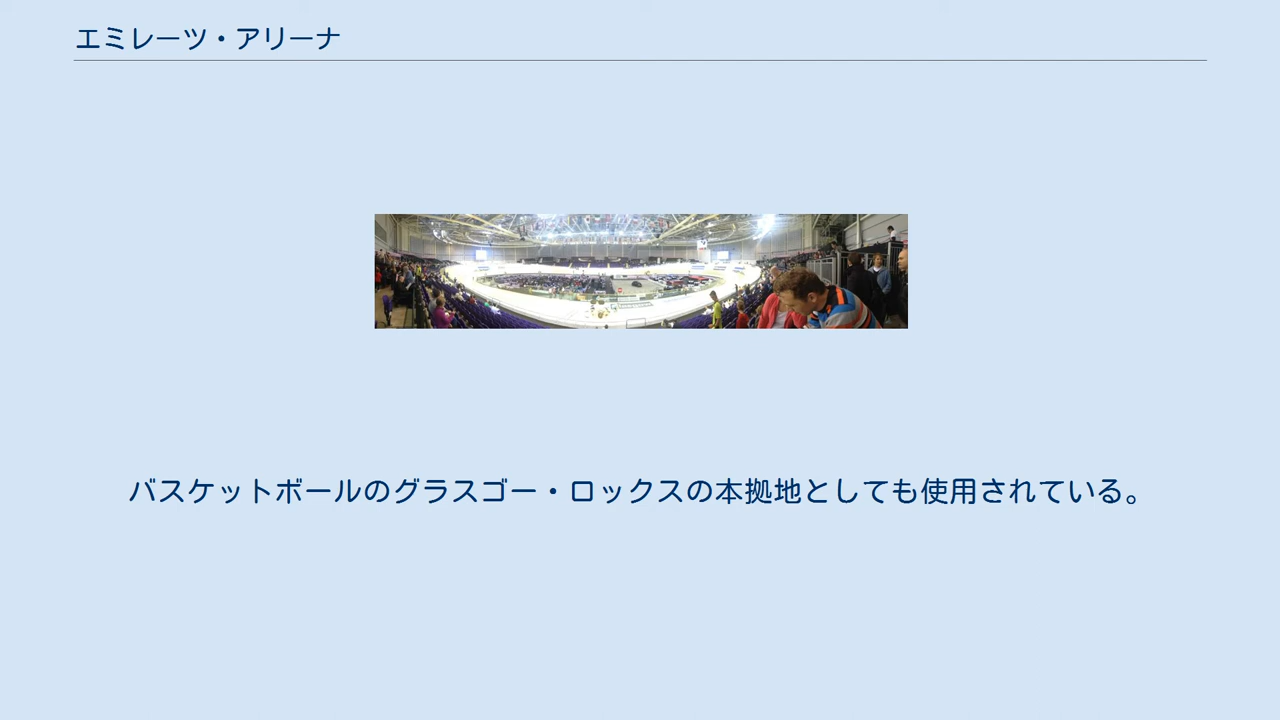 エミレーツ・アリーナ
バスケットボールのグラスゴー・ロックスの本拠地としても使用されている。